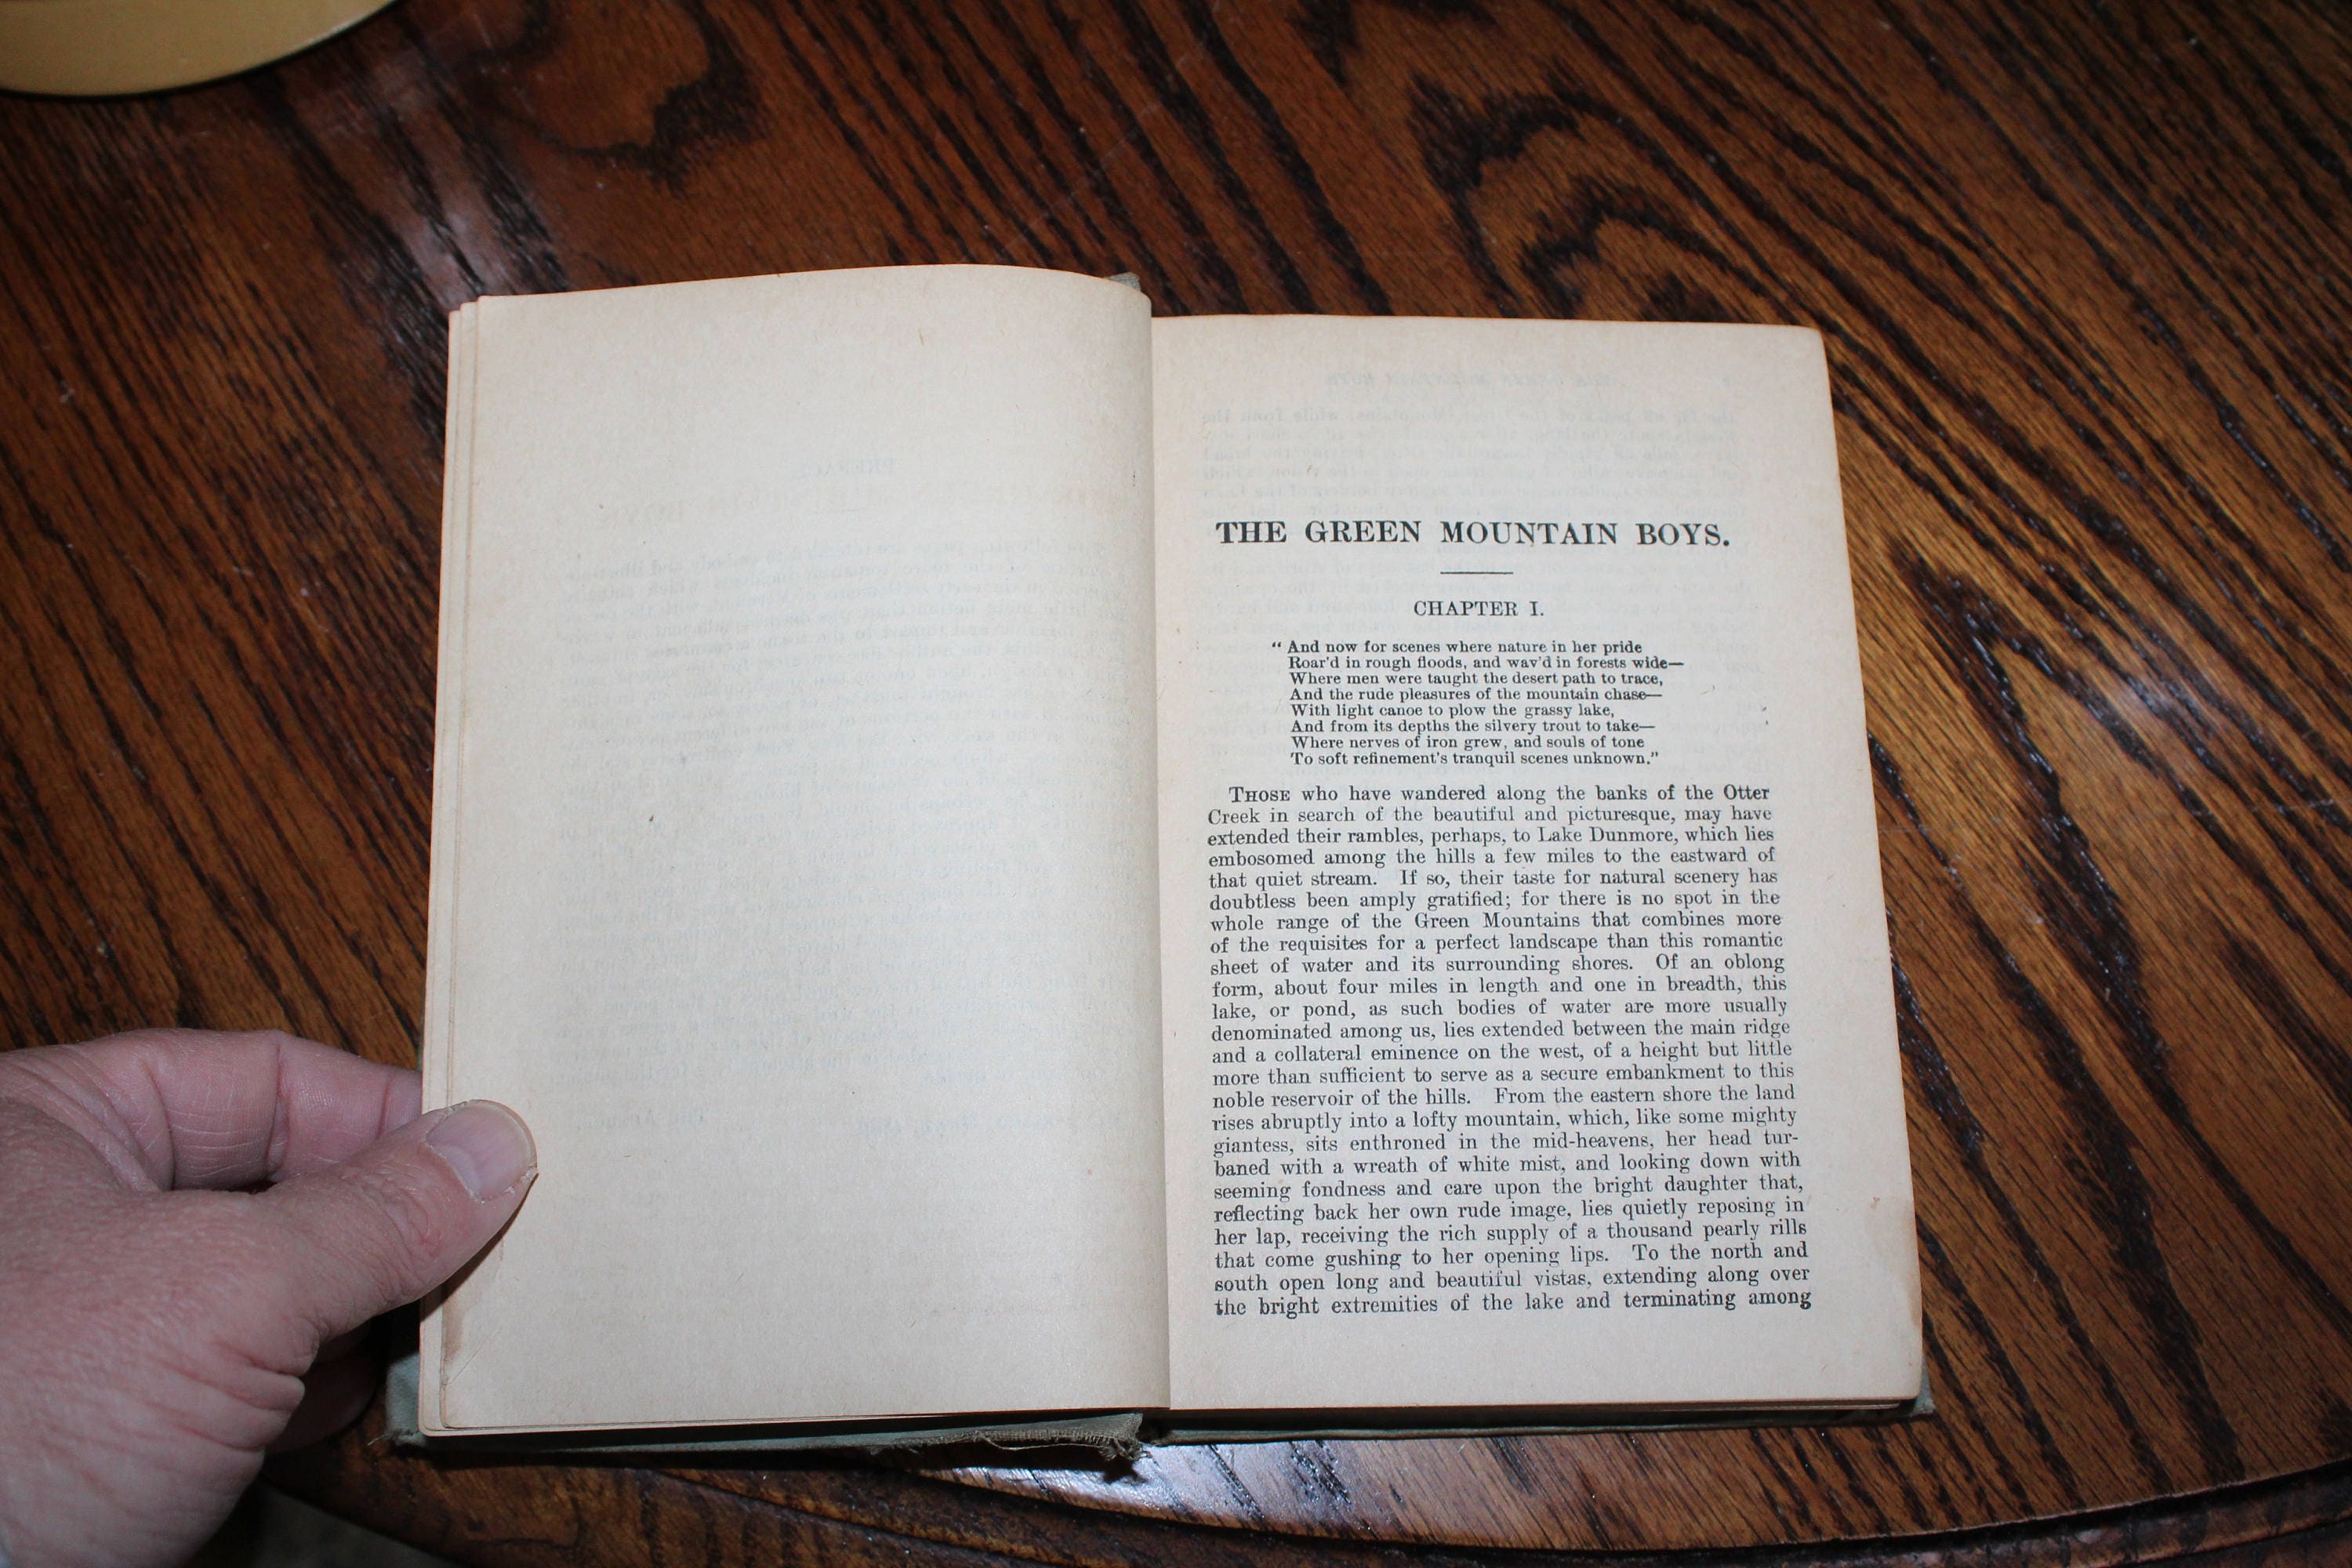 THE GREEN MOUNTAIN BOYS.
CHAPTER I.
“ And now for scenes where nature in her pride
Roar'd in rough floods, and wav'd in forests wide—
Where men were taught the desert path to trace,
And the rude pleasures of the mountain chase—
With light canoe to plow the grassy lake,
And from its depths the silvery trout to take—
Where nerves of iron grew, and souls of tone
To soft refinement's tranquil scenes unknown.”
THOSE who have wandered along the banks of the Otter
Creek in search of the beautiful and picturesque, may have
extended their rambles, perhaps, to Lake Dunmore, which lies
embosomed among the hills a few miles to the eastward of
that quiet stream. If so, their taste for natural scenery has
doubtless been amply gratified; for there is no spot in the
whole range of the Green Mountains that combines more
of the requisites for a perfect landscape than this romantic
sheet of water and its surrounding shores. Of an oblong
form, about four miles in length and one in breadth, this
lake, or pond, as such bodies of water are more usually
denominated among us, lies extended between the main ridge
and a collateral eminence on the west, of a height but little
more than sufficient to serve as a secure embankment to this
noble reservoir of the hills. From the eastern shore the land
rises abruptly into a lofty mountain, which, like some mighty
giantess, sits enthroned in the mid-heavens, her head tur-
baned with a wreath of white mist, and looking down with
seeming fondness and care upon the bright daughter that,
reflecting back her own rude image, lies quietly reposing in
her lap, receiving the rich supply of a thousand pearly rills
that come gushing to her opening lips. To the north and
south open long and beautiful vistas, extending along over
the bright extremities of the lake and terminating among